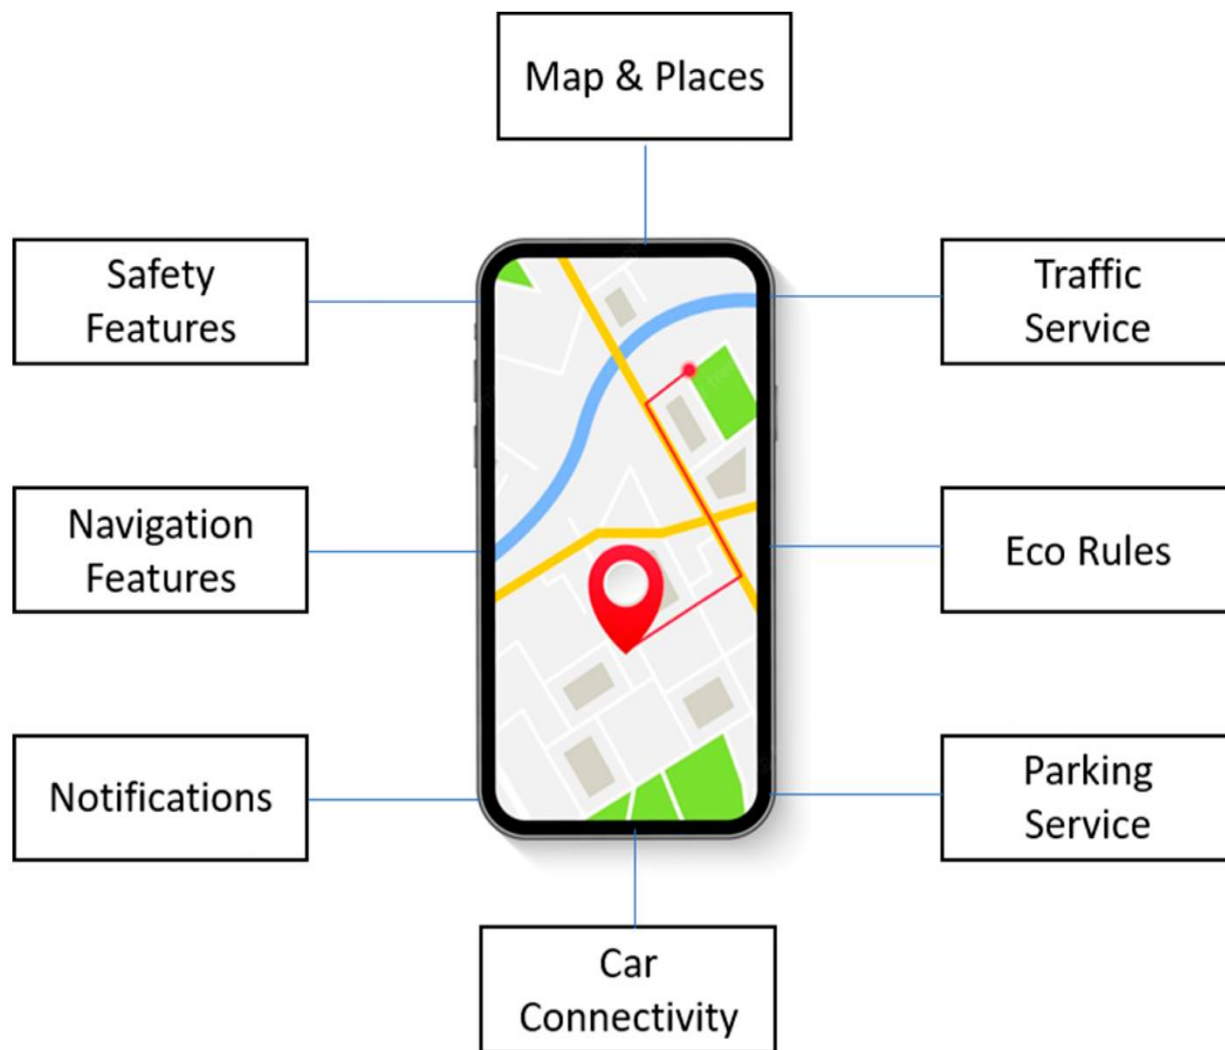 Map & Places
Safety
Features
Traffic
Service
Navigation
Features
Eco Rules
Notifications
Parking
Service
Car
Connectivity